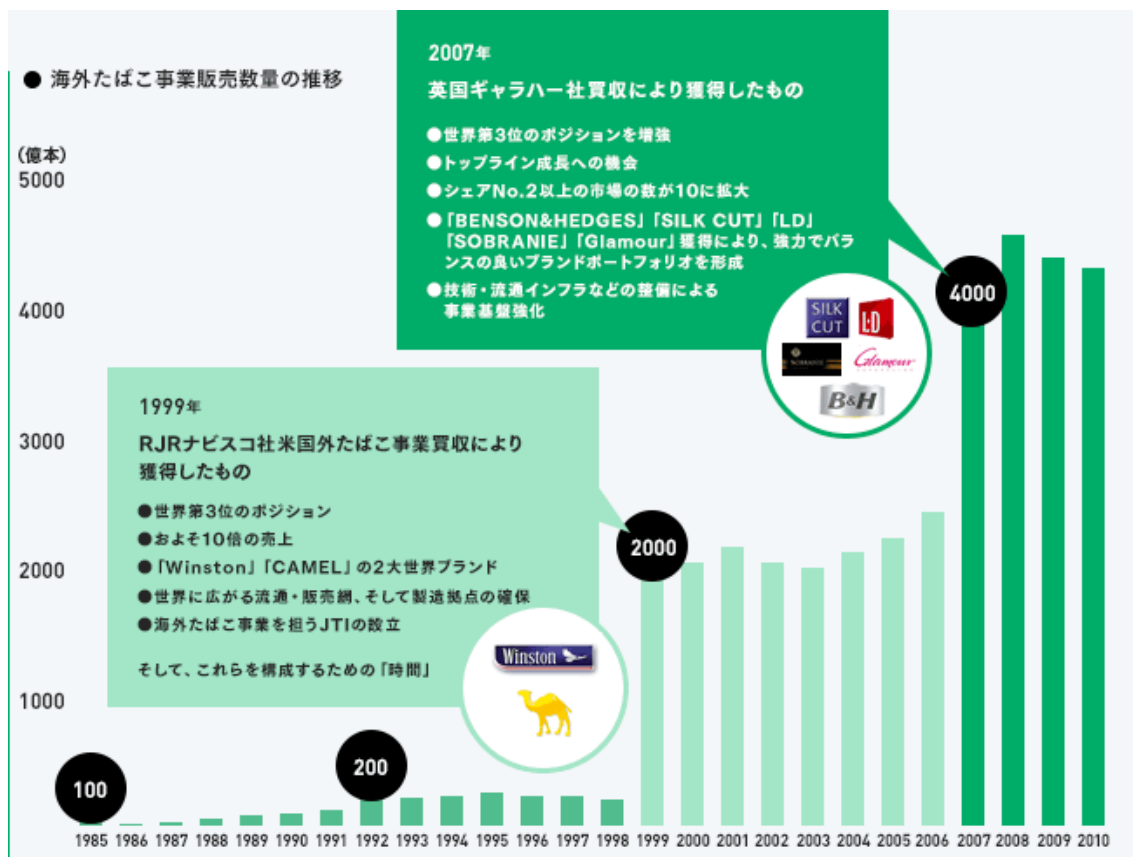 ● 海外たばこ事業販売数量の推移
(億本)
5000
4000
3000
2000
1000
2007年
英国ギャラハー社買収により獲得したもの
●世界第3位のポジションを増強
●トップライン成長への機会
●シェアNo.2以上の市場の数が10に拡大
●「BENSON&HEDGES」「SILK CUT」「LD」
「SOBRANIE」「Glamour」獲得により、強力でバラ
ンスの良いブランドポートフォリオを形成
●技術・流通インフラなどの整備による
事業基盤強化
SILK
CUT
LD
SOBRANIE
Glamour
B&H
4000
1999年
RJRナビスコ社米国外たばこ事業買収により
獲得したもの
●世界第3位のポジション
●およそ10倍の売上
●「Winston」「CAMEL」の2大世界ブランド
●世界に広がる流通・販売網、そして製造拠点の確保
●海外たばこ事業を担うJTIの設立
そして、これらを構成するための「時間」
Winston
2000
100
200
1985 1986 1987 1988 1989 1990 1991 1992 1993 1994 1995 1996 1997 1998 1999 2000 2001 2002 2003 2004 2005 2006 2007 2008 2009 2010